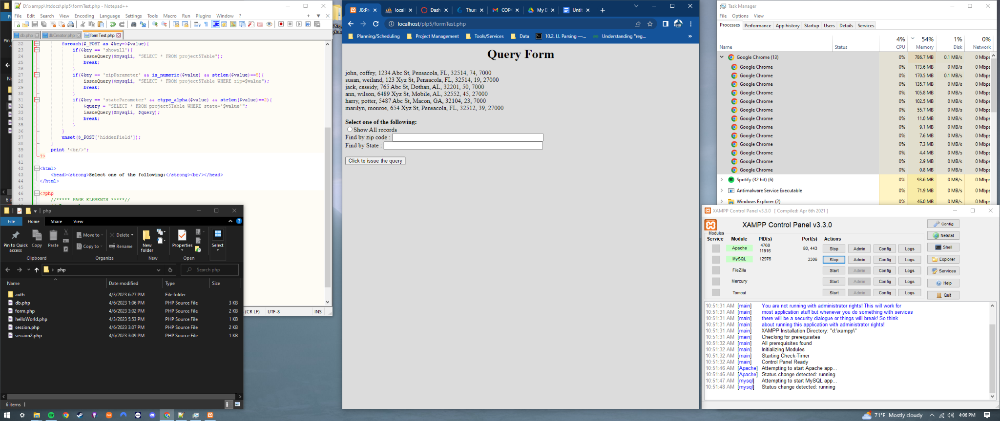 D:\xampp\htdocs\plp5\formTest.php - Notepad++
File Edit Search View Encoding Language Settings Tools Macro Run Plugins Window ?
db.php dbCreator.php formTest.php
22 foreach($_POST as $key=>$value){
23 if($key == 'showall'){
24 issueQuery($mysqli, "SELECT * FROM project5Table");
25 break;
26 }
27 if($key == 'zipParameter' && is_numeric($value) && strlen($value)==5){
28 issueQuery($mysqli, "SELECT * FROM project5Table WHERE zip=$value");
29 break;
30 }
31 if($key == 'stateParameter' && ctype_alpha($value) && strlen($value)==2){
32 $query = "SELECT * FROM project5Table WHERE state='$value'";
33 issueQuery($mysqli, $query);
34 break;
35 }
36 }
37 unset($_POST['hiddenField']);
38 }
39 print '<br/>';
40 ?>
41
42 <html>
43 <head><strong>Select one of the following:</strong><br/></head>
44 </html>
45
46 <?php
47 //***** PAGE ELEMENTS *****//
(CR LF) UTF-8 INS
php
File Home Share View
Pin to Quick access
Copy
Paste
Move to
Copy to
Delete
Rename
New folder
Properties
Select
Clipboard Organize New Open
php
Search php
Name Date modified Type Size
auth 4/3/2023 6:27 PM File folder
db.php 4/6/2023 1:06 PM PHP Source File 3 KB
form.php 4/6/2023 3:02 PM PHP Source File 2 KB
helloWorld.php 4/3/2023 5:53 PM PHP Source File 1 KB
session.php 4/6/2023 3:07 PM PHP Source File 2 KB
session2.php 4/6/2023 3:09 PM PHP Source File 1 KB
6 items
JB:Pr locall Dash Thurs COP My D Untit
localhost/plp5/formTest.php
Planning/Scheduling Project Management Tools/Services Data 10.2. LL Parsing —... Understanding "reg...
Query Form
john, coffey, 1234 Abc St, Pensacola, FL, 32514, 74, 7000
susan, weiland, 123 Xyz St, Pensacola, FL, 32514, 19, 27000
jack, cassidy, 765 Abc St, Dothan, AL, 32201, 50, 7000
ann, wilson, 6489 Xyz St, Mobile, AL, 32552, 45, 27000
harry, potter, 5487 Abc St, Macon, GA, 32104, 23, 7000
marilyn, monroe, 654 Xyz St, Pensacola, FL, 32512, 39, 27000
Select one of the following:
Show All records
Find by zip code :
Find by State :
Click to issue the query
Task Manager
File Options View
Processes Performance App history Startup Users Details Services
4% 54% 1% 0%
Name Status CPU Memory Disk Network
Google Chrome (13) 0% 786.7 MB 0.1 MB/s 0 Mbps
Google Chrome 0% 173.6 MB 0 MB/s 0 Mbps
Google Chrome 0% 170.5 MB 0.1 MB/s 0 Mbps
Google Chrome 0% 135.7 MB 0 MB/s 0 Mbps
Google Chrome 0% 105.8 MB 0 MB/s 0 Mbps
Google Chrome 0% 102.5 MB 0 MB/s 0 Mbps
Google Chrome 0% 55.7 MB 0 MB/s 0 Mbps
Google Chrome 0% 11.0 MB 0 MB/s 0 Mbps
Google Chrome 0% 9.1 MB 0 MB/s 0 Mbps
Google Chrome 0% 7.6 MB 0 MB/s 0 Mbps
Google Chrome 0% 7.3 MB 0 MB/s 0 Mbps
Google Chrome 0% 4.4 MB 0 MB/s 0 Mbps
Google Chrome 0% 2.9 MB 0 MB/s 0 Mbps
Google Chrome 0% 0.8 MB 0 MB/s 0 Mbps
Spotify (32 bit) (6) 0% 93.6 MB 0 MB/s 0 Mbps
Antimalware Service Executable 0% 71.9 MB 0 MB/s 0 Mbps
Windows Explorer (2) 0% 46.0 MB 0 MB/s 0 Mbps
XAMPP Control Panel v3.3.0 [ Compiled: Apr 6th 2021 ]
XAMPP Control Panel v3.3.0
Modules
Service Module PID(s) Port(s) Actions
Apache 4768 11916 80, 443 Stop Admin Config Logs
MySQL 12976 3306 Stop Admin Config Logs
FileZilla Start Admin Config Logs
Mercury Start Admin Config Logs
Tomcat Start Admin Config Logs
Config
Netstat
Shell
Explorer
Services
Help
Quit
10:51:31 AM [main] You are not running with administrator rights! This will work for
10:51:31 AM [main] most application stuff but whenever you do something with services
10:51:31 AM [main] there will be a security dialogue or things will break! So think
10:51:31 AM [main] about running this application with administrator rights!
10:51:31 AM [main] XAMPP Installation Directory: "d:\xampp\"
10:51:31 AM [main] Checking for prerequisites
10:51:32 AM [main] All prerequisites found
10:51:32 AM [main] Initializing Modules
10:51:32 AM [main] Starting Check-Timer
10:51:32 AM [main] Control Panel Ready
10:51:46 AM [Apache] Attempting to start Apache app...
10:51:46 AM [Apache] Status change detected: running
10:51:47 AM [mysql] Attempting to start MySQL app...
10:51:48 AM [mysql] Status change detected: running
71°F Mostly cloudy 4:06 PM